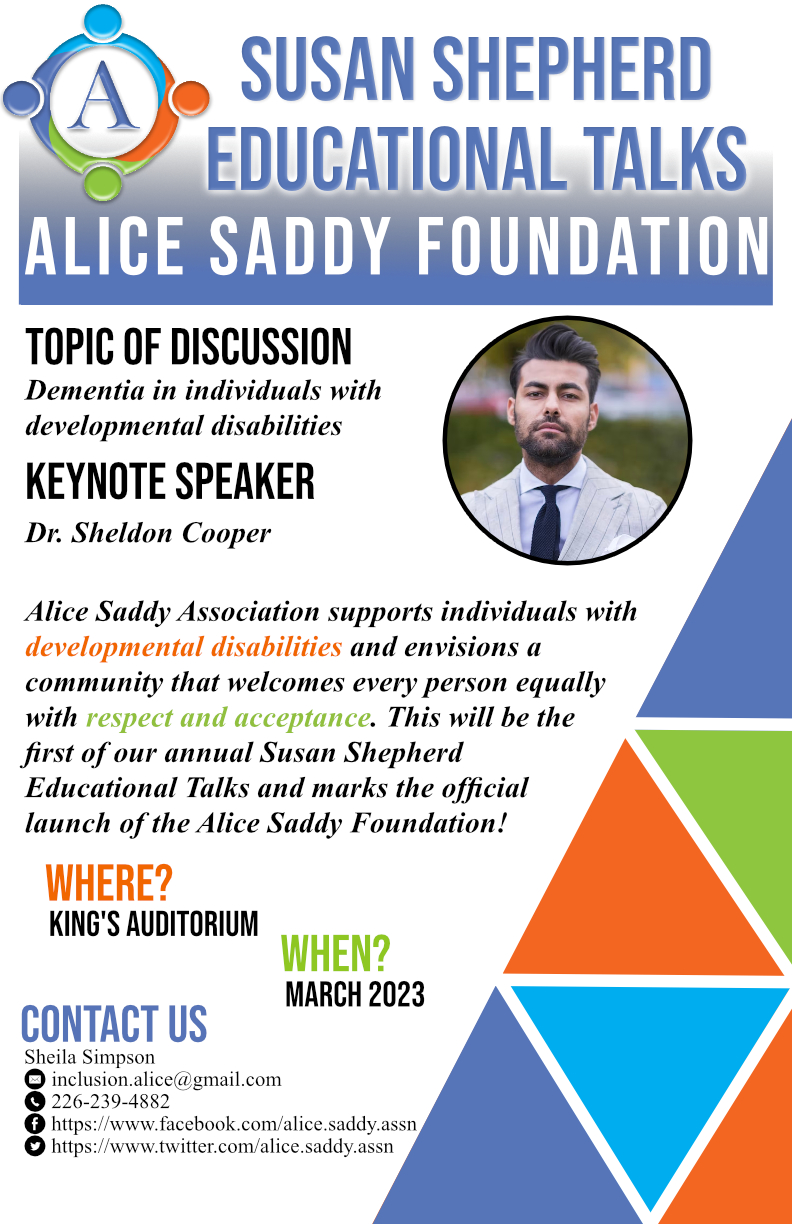 A
SUSAN SHEPHERD
EDUCATIONAL TALKS
ALICE SADDY FOUNDATION
TOPIC OF DISCUSSION
Dementia in individuals with
developmental disabilities
KEYNOTE SPEAKER
Dr. Sheldon Cooper
Alice Saddy Association supports individuals with
developmental disabilities and envisions a
community that welcomes every person equally
with respect and acceptance. This will be the
first of our annual Susan Shepherd
Educational Talks and marks the official
launch of the Alice Saddy Foundation!
WHERE?
KING'S AUDITORIUM
WHEN?
MARCH 2023
CONTACT US
Sheila Simpson
inclusion.alice@gmail.com
226-239-4882
https://www.facebook.com/alice.saddy.assn
https://www.twitter.com/alice.saddy.assn